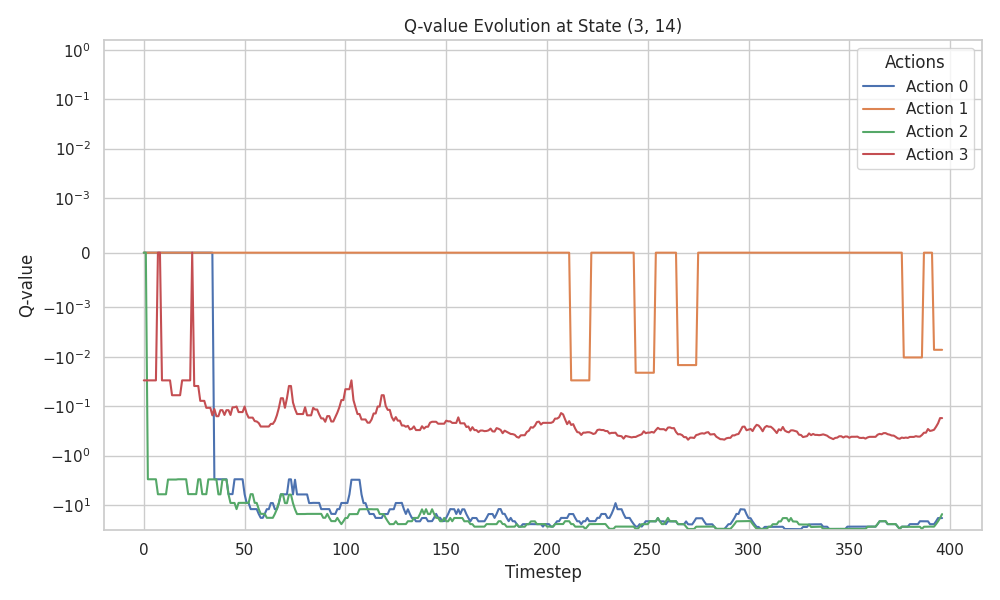 Q-value Evolution at State (3, 14)
Q-value
10⁰
10⁻¹
10⁻²
10⁻³
0
−10⁻³
−10⁻²
−10⁻¹
−10⁰
−10¹
Actions
Action 0
Action 1
Action 2
Action 3
0 50 100 150 200 250 300 350 400
Timestep